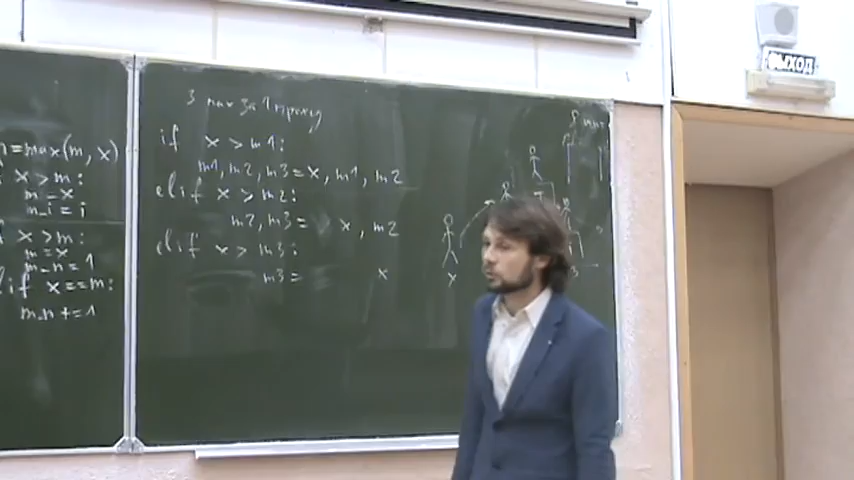 =max(m, x)
x > m:
m = x
m_i = i
x > m:
m = x
m_n = 1
if x == m:
m_n += 1
3 max за 1 проход
if x > m1:
m1, m2, m3 = x, m1, m2
elif x > m2:
m2, m3 = x, m2
elif x > m3:
m3 = x
x
ВЫХОД